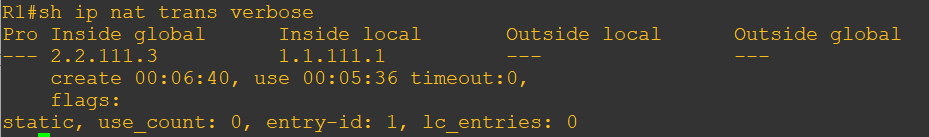 R1#sh ip nat trans verbose
Pro Inside global      Inside local       Outside local      Outside global
--- 2.2.111.3          1.1.111.1          ---                ---
    create 00:06:40, use 00:05:36 timeout:0,
    flags:
static, use_count: 0, entry-id: 1, lc_entries: 0